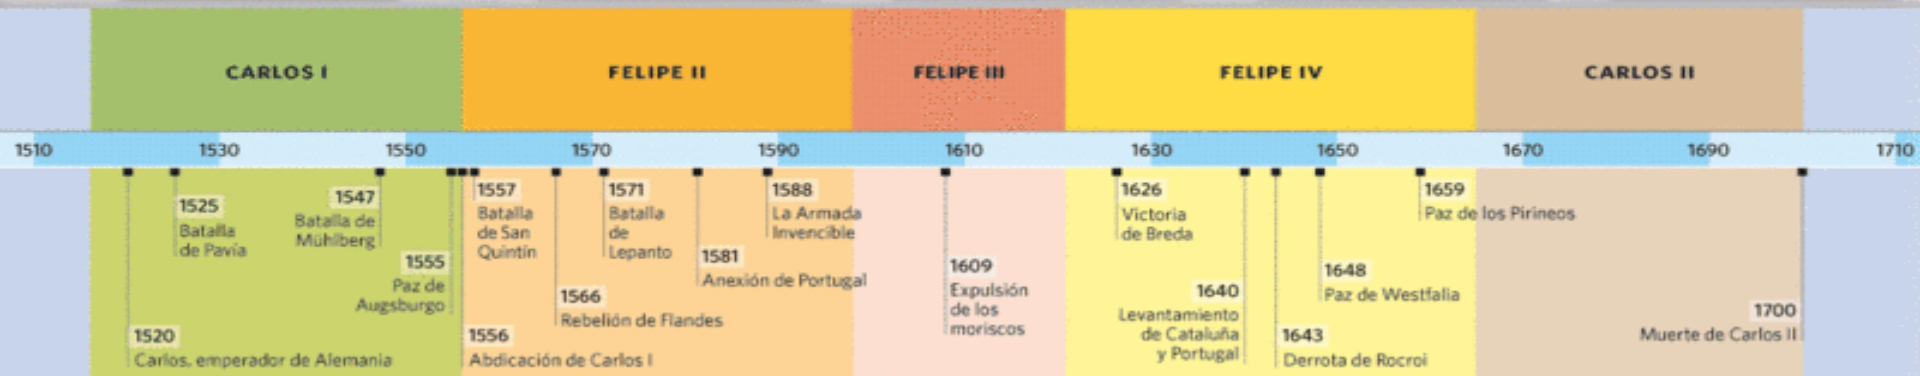 CARLOS I
FELIPE II
FELIPE III
FELIPE IV
CARLOS II
1510
1530
1550
1570
1590
1610
1630
1650
1670
1690
1710
1520
Carlos, emperador de Alemania
1525
Batalla
de Pavía
1547
Batalla de
Mühlberg
1555
Paz de
Augsburgo
1556
Abdicación de Carlos I
1557
Batalla
de San
Quintín
1566
Rebelión de Flandes
1571
Batalla
de
Lepanto
1581
Anexión de Portugal
1588
La Armada
Invencible
1609
Expulsión
de los
moriscos
1626
Victoria
de Breda
1640
Levantamiento
de Cataluña
y Portugal
1643
Derrota de Rocroi
1648
Paz de Westfalia
1659
Paz de los Pirineos
1700
Muerte de Carlos II